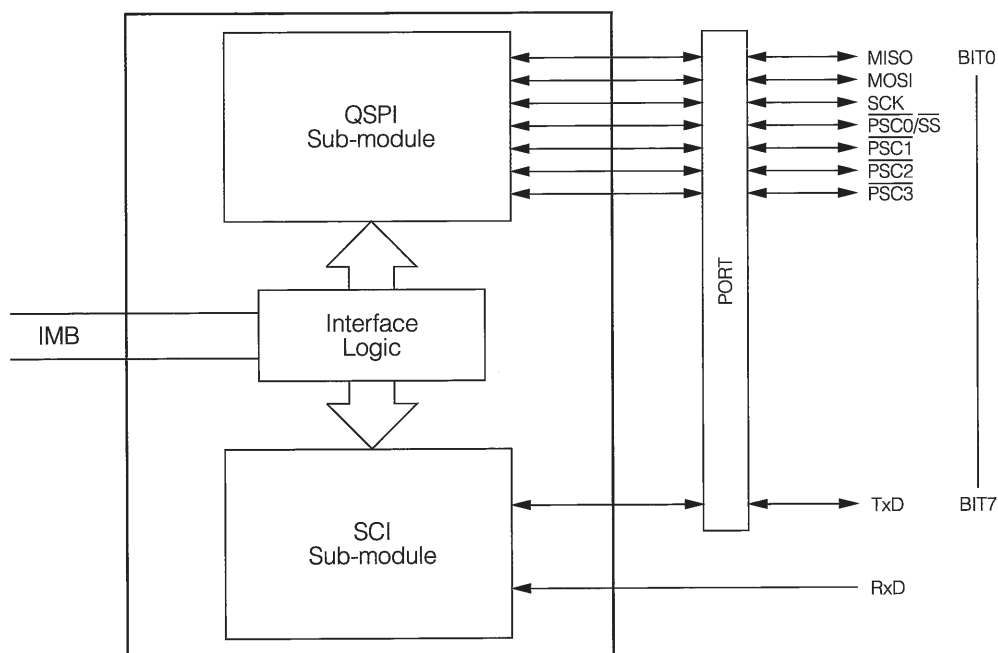 QSPI
Sub-module
MISO BIT0
MOSI
SCK
PSC0/SS
PSC1
PSC2
PSC3
PORT
IMB
Interface
Logic
SCI
Sub-module
TxD BIT7
RxD